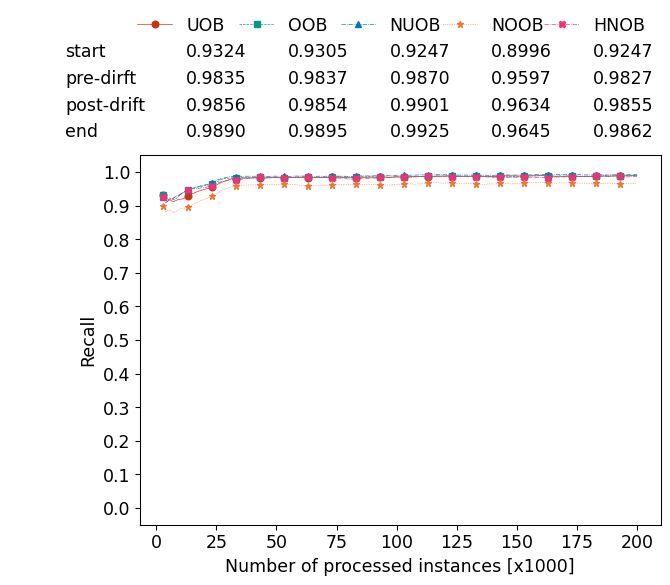 UOB OOB NUOB NOOB HNOB
start 0.9324 0.9305 0.9247 0.8996 0.9247
pre-dirft 0.9835 0.9837 0.9870 0.9597 0.9827
post-drift 0.9856 0.9854 0.9901 0.9634 0.9855
end 0.9890 0.9895 0.9925 0.9645 0.9862
1.0
0.9
0.8
0.7
0.6
0.5
0.4
0.3
0.2
0.1
0.0
Recall
0 25 50 75 100 125 150 175 200
Number of processed instances [x1000]